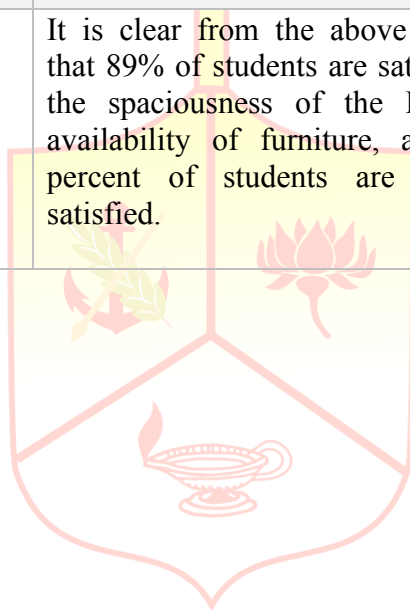 It is clear from the above
that 89% of students are
the spaciousness of the
availability of furniture,
percent of students are
satisfied.